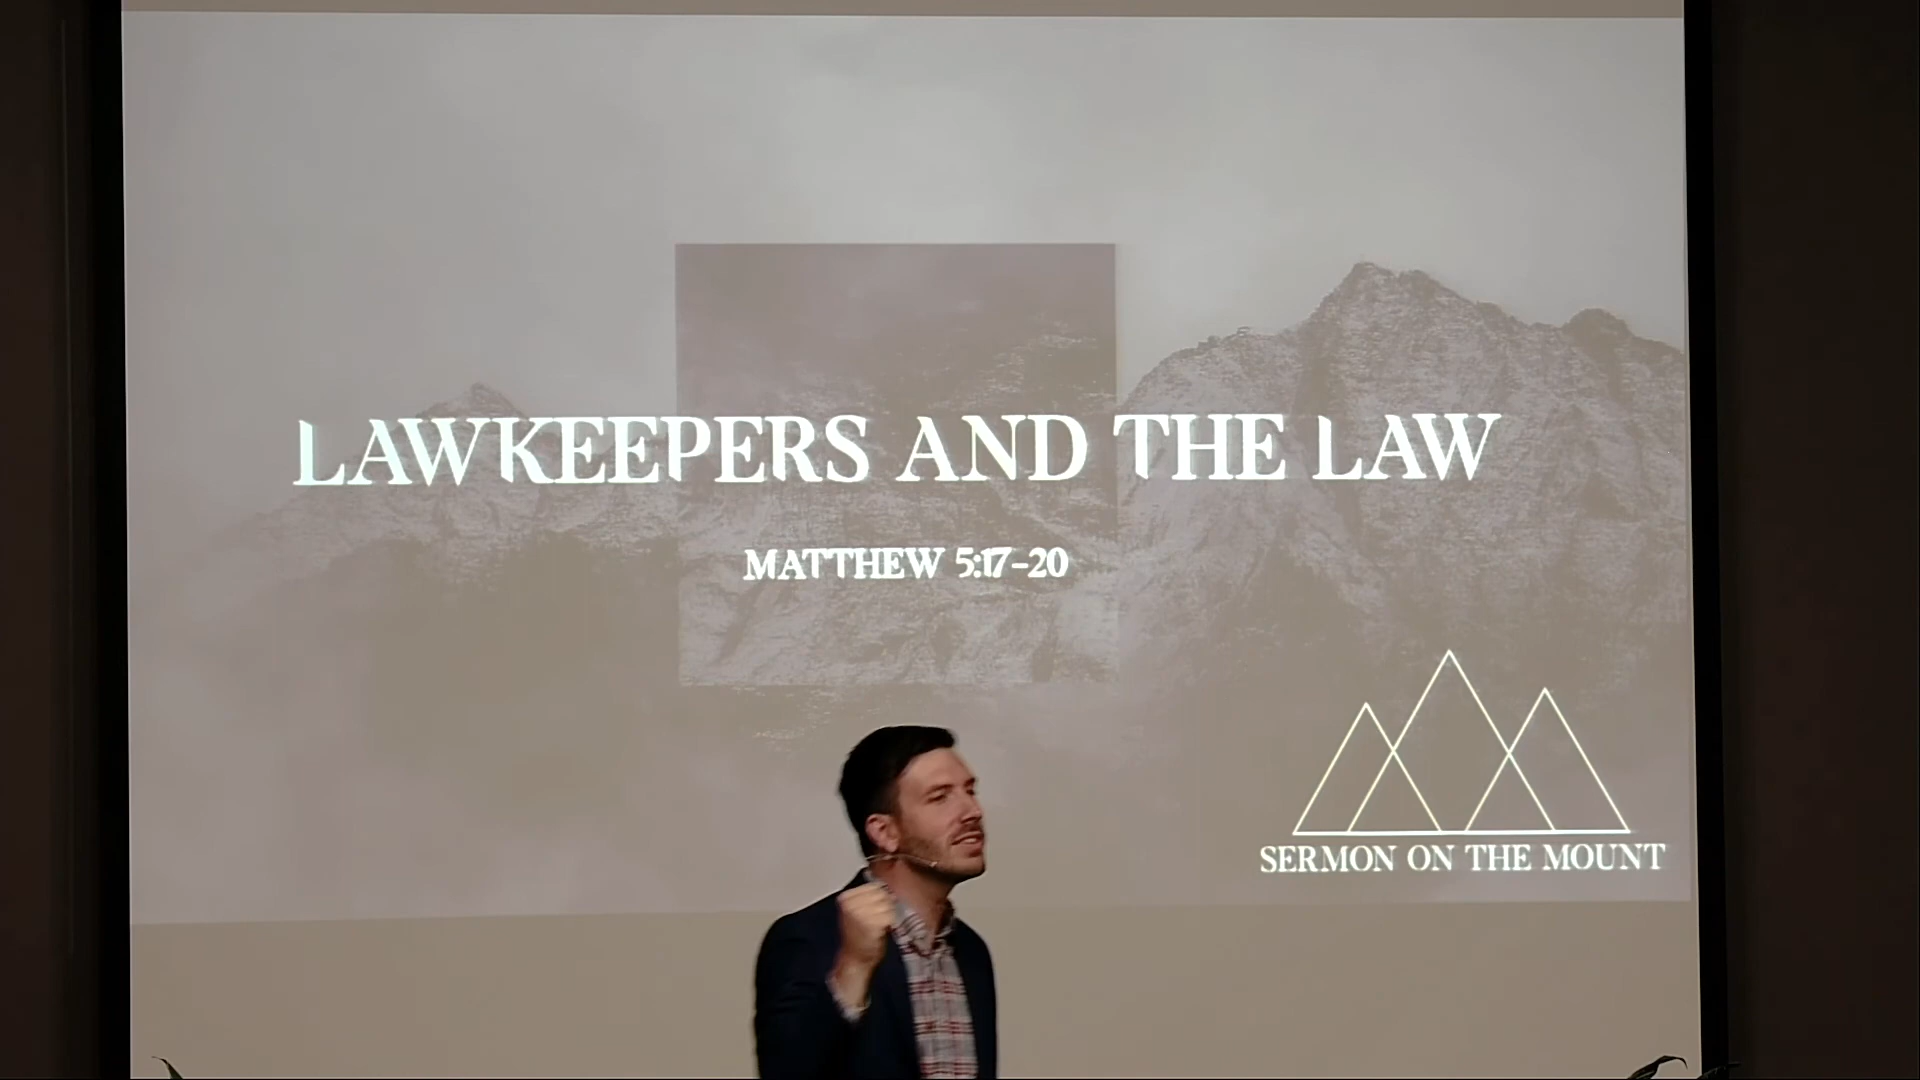 LAWKEEPERS AND THE LAW
MATTHEW 5:17-20
SERMON ON THE MOUNT